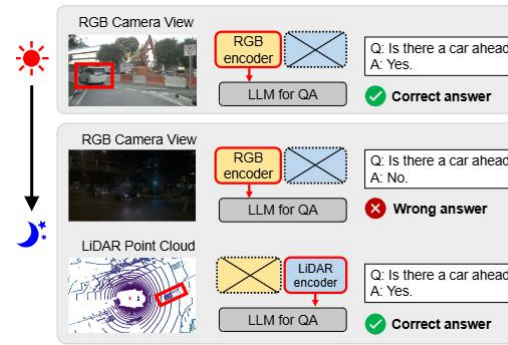 RGB Camera View
RGB
encoder
LLM for QA
Q: Is there a car ahead
A: Yes.
Correct answer
RGB Camera View
RGB
encoder
LLM for QA
Q: Is there a car ahead
A: No.
Wrong answer
LiDAR Point Cloud
LiDAR
encoder
LLM for QA
Q: Is there a car ahead
A: Yes.
Correct answer